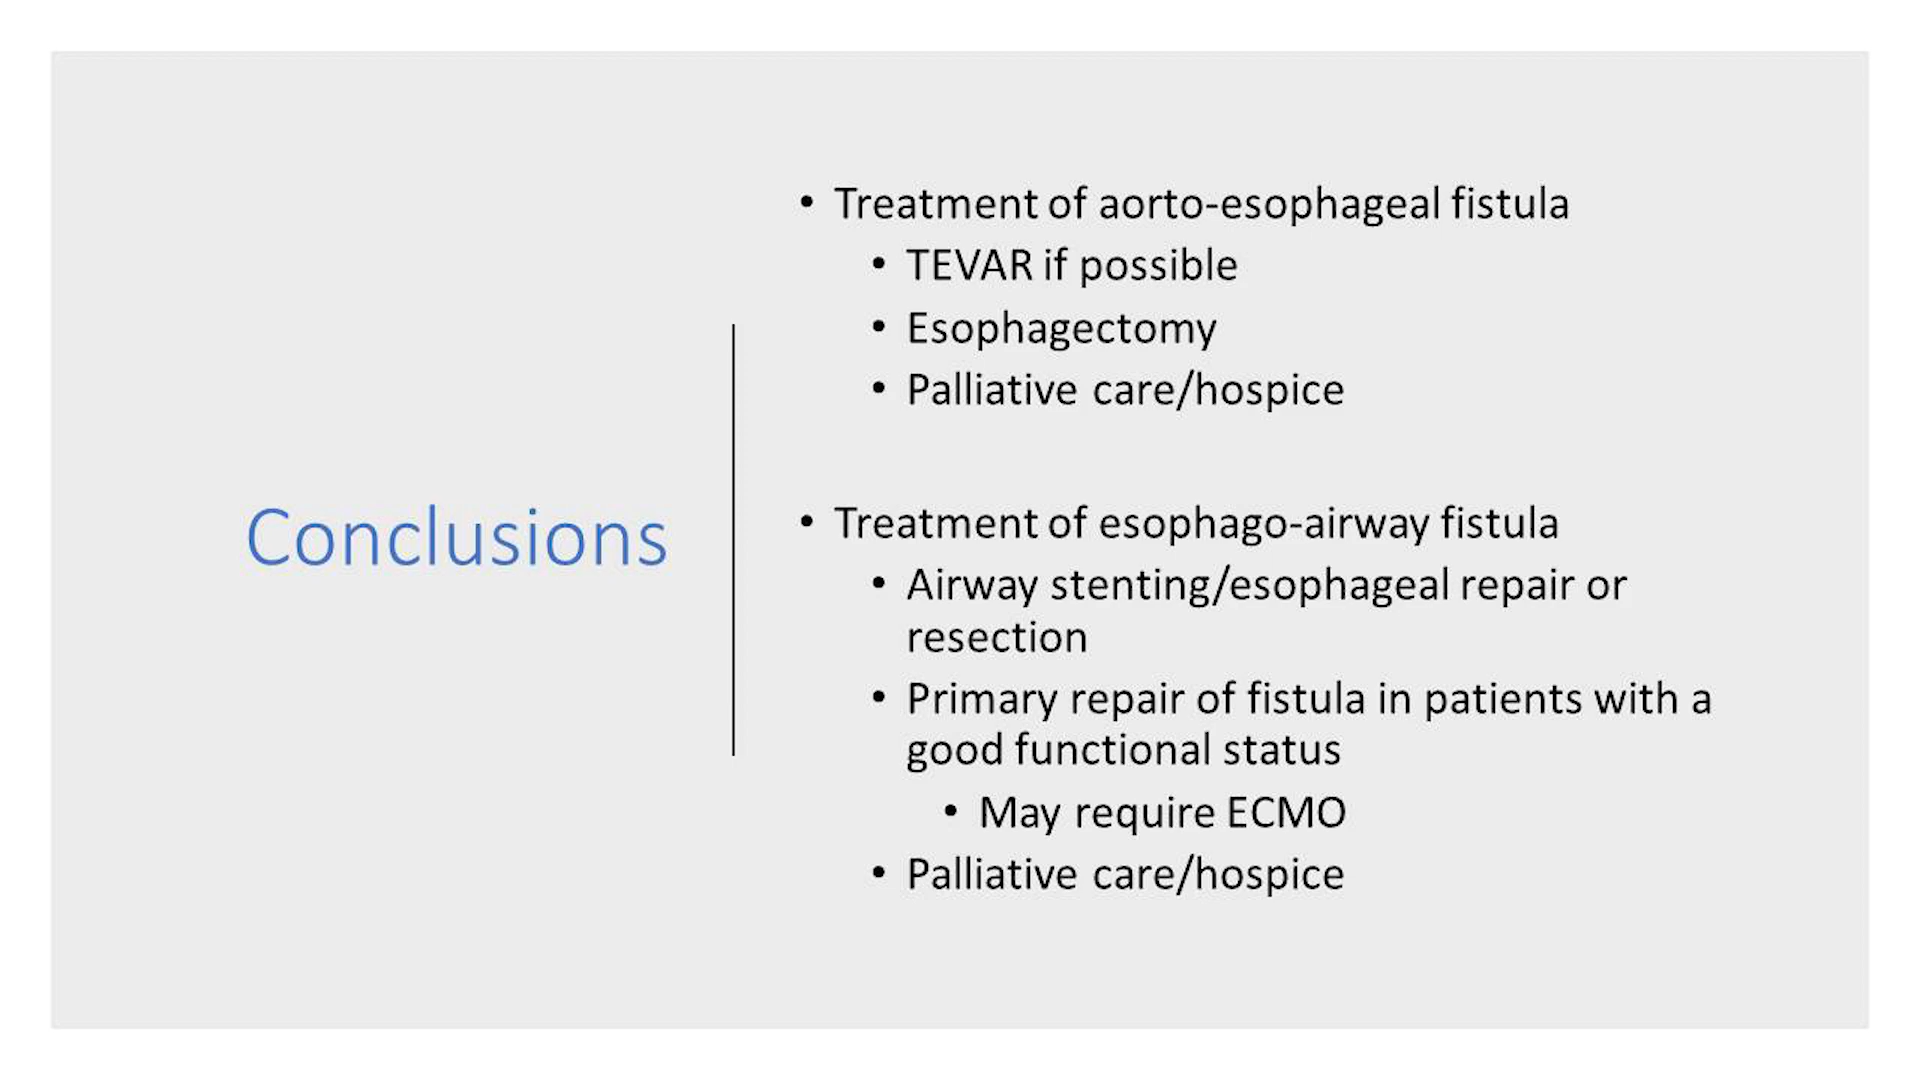 Conclusions
• Treatment of aorto-esophageal fistula
• TEVAR if possible
• Esophagectomy
• Palliative care/hospice
• Treatment of esophago-airway fistula
• Airway stenting/esophageal repair or
resection
• Primary repair of fistula in patients with a
good functional status
• May require ECMO
• Palliative care/hospice